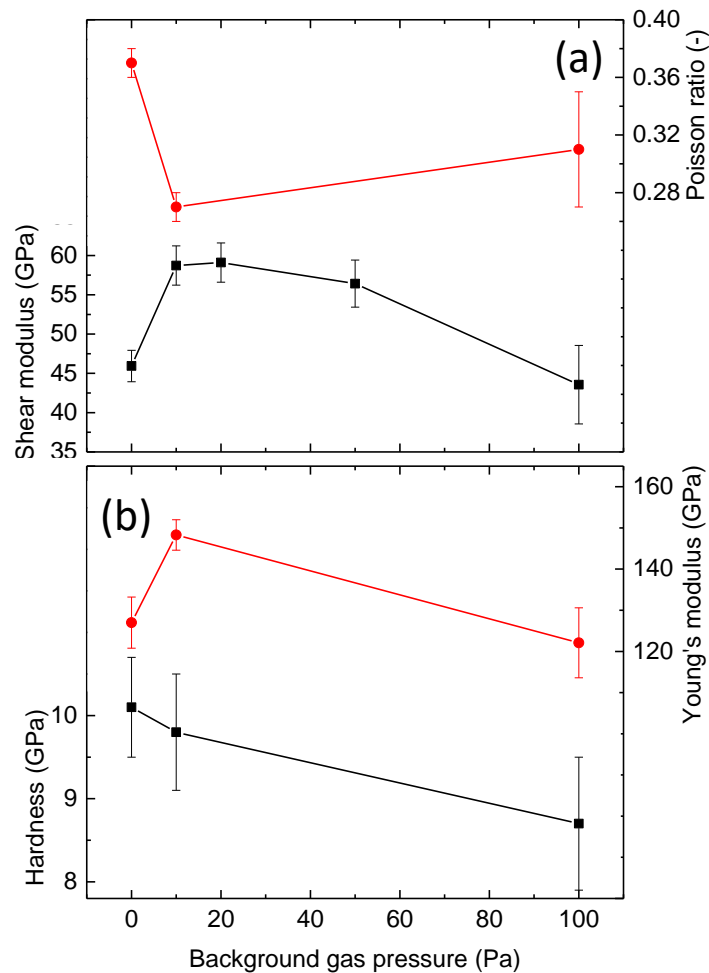 0.40
(a)
0.36
0.32
0.28
Poisson ratio (-)
60
55
50
45
40
35
Shear modulus (GPa)
(b)
160
140
120
Young's modulus (GPa)
10
9
8
Hardness (GPa)
0 20 40 60 80 100
Background gas pressure (Pa)